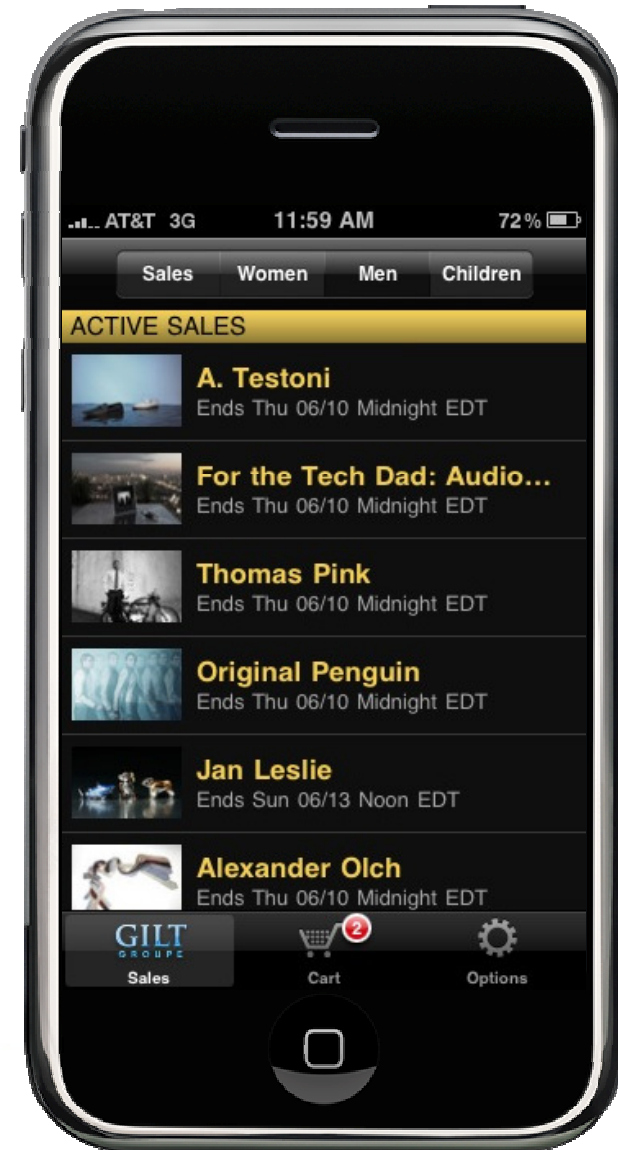 AT&T 3G 11:59 AM 72%
Sales Women Men Children
ACTIVE SALES
A. Testoni
Ends Thu 06/10 Midnight EDT
For the Tech Dad: Audio...
Ends Thu 06/10 Midnight EDT
Thomas Pink
Ends Thu 06/10 Midnight EDT
Original Penguin
Ends Thu 06/10 Midnight EDT
Jan Leslie
Ends Sun 06/13 Noon EDT
Alexander Olch
Ends Thu 06/10 Midnight EDT
GILT
GROUPE
2
Sales Cart Options